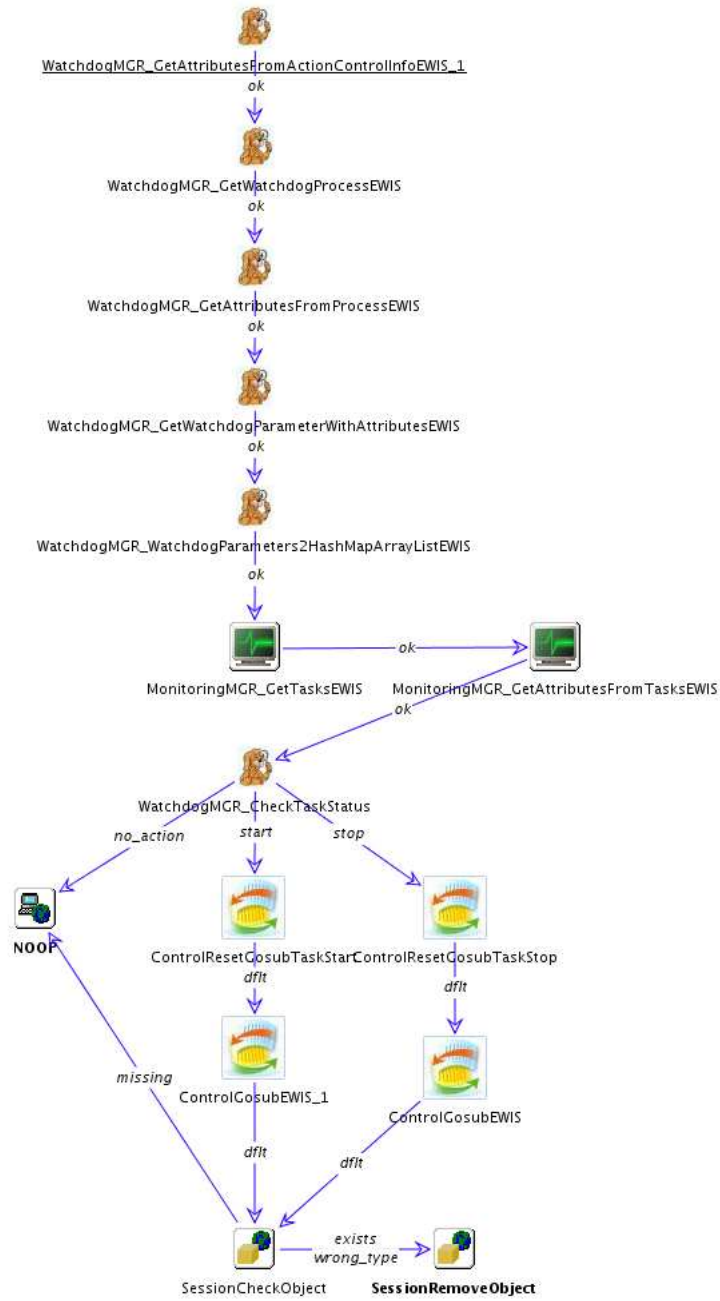 WatchdogMGR_GetAttributesFromActionControlInfoEWIS_1
ok
WatchdogMGR_GetWatchdogProcessEWIS
ok
WatchdogMGR_GetAttributesFromProcessEWIS
ok
WatchdogMGR_GetWatchdogParameterWithAttributesEWIS
ok
WatchdogMGR_WatchdogParameters2HashMapArrayListEWIS
ok
ok
MonitoringMGR_GetTasksEWIS
MonitoringMGR_GetAttributesFromTasksEWIS
ok
WatchdogMGR_CheckTaskStatus
no_action
start
stop
NOOP
ControlResetGosubTaskStart
ControlResetGosubTaskStop
dflt
dflt
missing
ControlGosubEWIS_1
ControlGosubEWIS
dflt
dflt
exists
wrong_type
SessionCheckObject
SessionRemoveObject